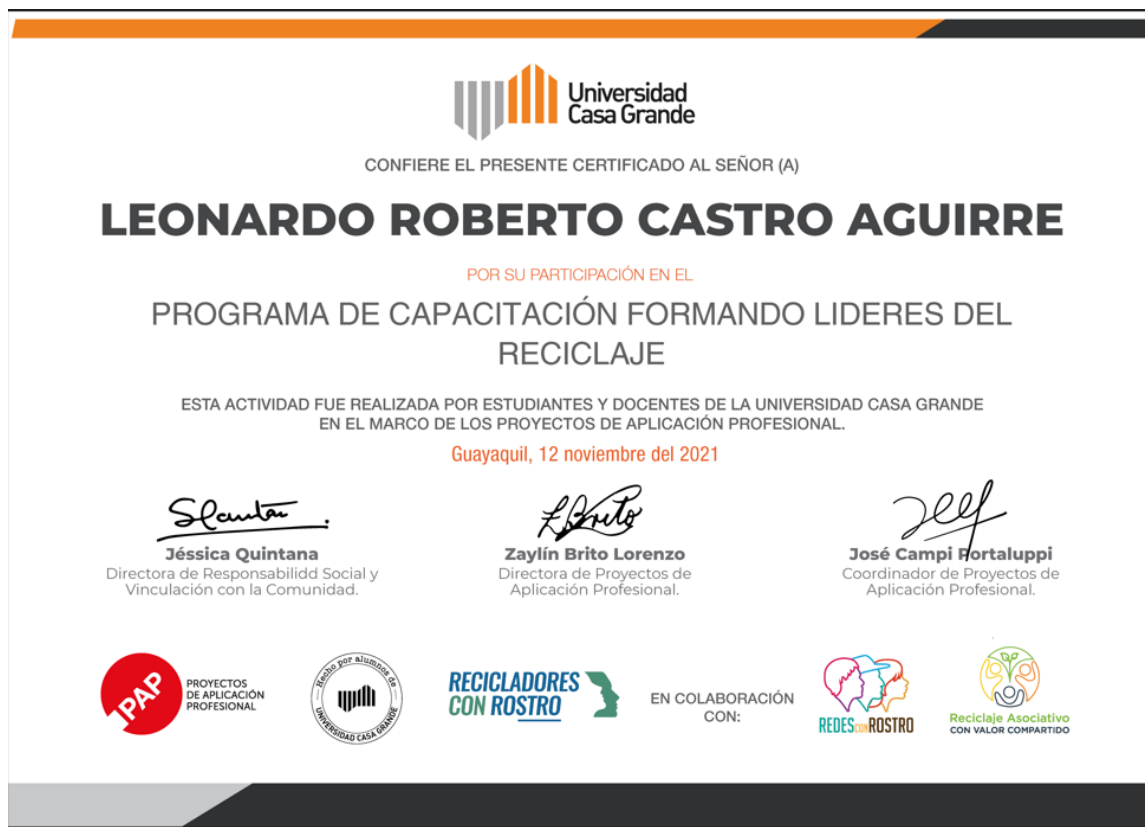 Universidad
Casa Grande
CONFIERE EL PRESENTE CERTIFICADO AL SEÑOR (A)
LEONARDO ROBERTO CASTRO AGUIRRE
POR SU PARTICIPACIÓN EN EL
PROGRAMA DE CAPACITACIÓN FORMANDO LIDERES DEL
RECICLAJE
ESTA ACTIVIDAD FUE REALIZADA POR ESTUDIANTES Y DOCENTES DE LA UNIVERSIDAD CASA GRANDE
EN EL MARCO DE LOS PROYECTOS DE APLICACIÓN PROFESIONAL.
Guayaquil, 12 noviembre del 2021
Jéssica Quintana
Directora de Responsabilidd Social y
Vinculación con la Comunidad.
Z Brito
Zaylín Brito Lorenzo
Directora de Proyectos de
Aplicación Profesional.
José Campi Portaluppi
Coordinador de Proyectos de
Aplicación Profesional.
PAP
PROYECTOS
DE APLICACIÓN
PROFESIONAL
Hecho por alumnos de
UNIVERSIDAD CASA GRANDE
RECICLADORES
CON ROSTRO
EN COLABORACIÓN
CON:
REDES CON ROSTRO
Reciclaje Asociativo
CON VALOR COMPARTIDO